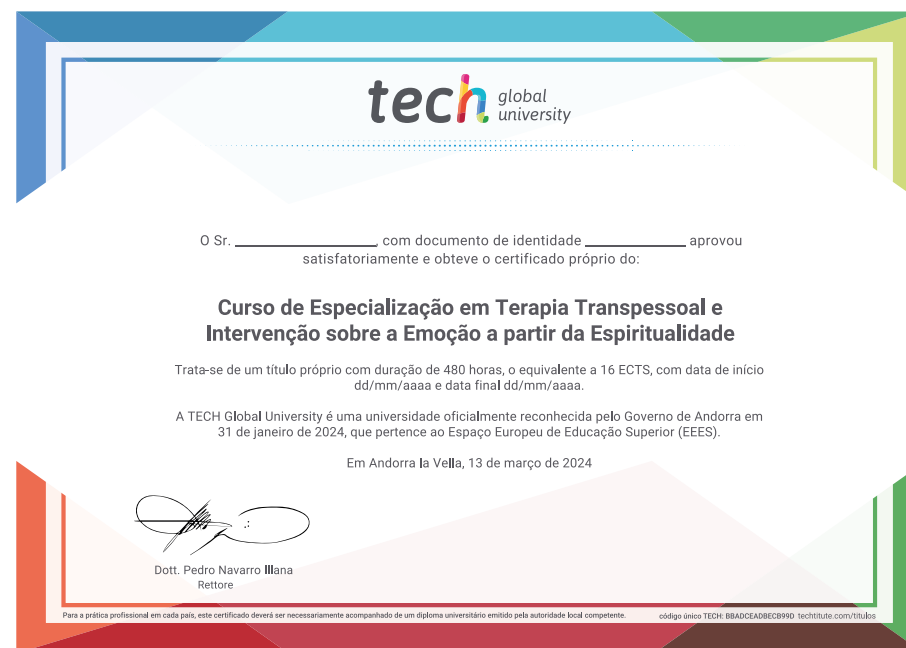 tech global university
O Sr. ____________________, com documento de identidade ______________ aprovou
satisfatoriamente e obteve o certificado próprio do:
Curso de Especialização em Terapia Transpessoal e
Intervenção sobre a Emoção a partir da Espiritualidade
Trata-se de um título próprio com duração de 480 horas, o equivalente a 16 ECTS, com data de início
dd/mm/aaaa e data final dd/mm/aaaa.
A TECH Global University é uma universidade oficialmente reconhecida pelo Governo de Andorra em
31 de janeiro de 2024, que pertence ao Espaço Europeu de Educação Superior (EEES).
Em Andorra la Vella, 13 de março de 2024
Dott. Pedro Navarro Illana
Rettore
Para a prática profissional em cada país, este certificado deverá ser necessariamente acompanhado de um diploma universitário emitido pela autoridade local competente.
código único TECH: BBADCEADBECB99D techtitute.com/titulos